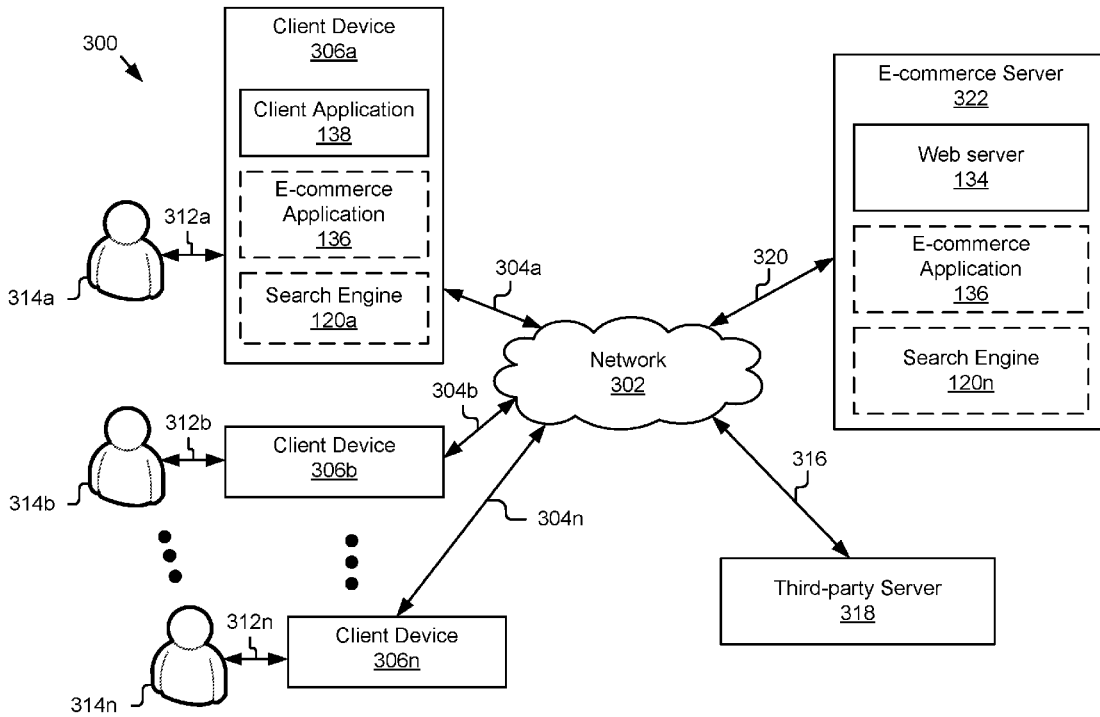 300
Client Device
306a
Client Application
138
E-commerce
Application
136
Search Engine
120a
312a
314a
304a
Network
302
320
E-commerce Server
322
Web server
134
E-commerce
Application
136
Search Engine
120n
304b
312b
Client Device
306b
314b
304n
316
Third-party Server
318
312n
Client Device
306n
314n